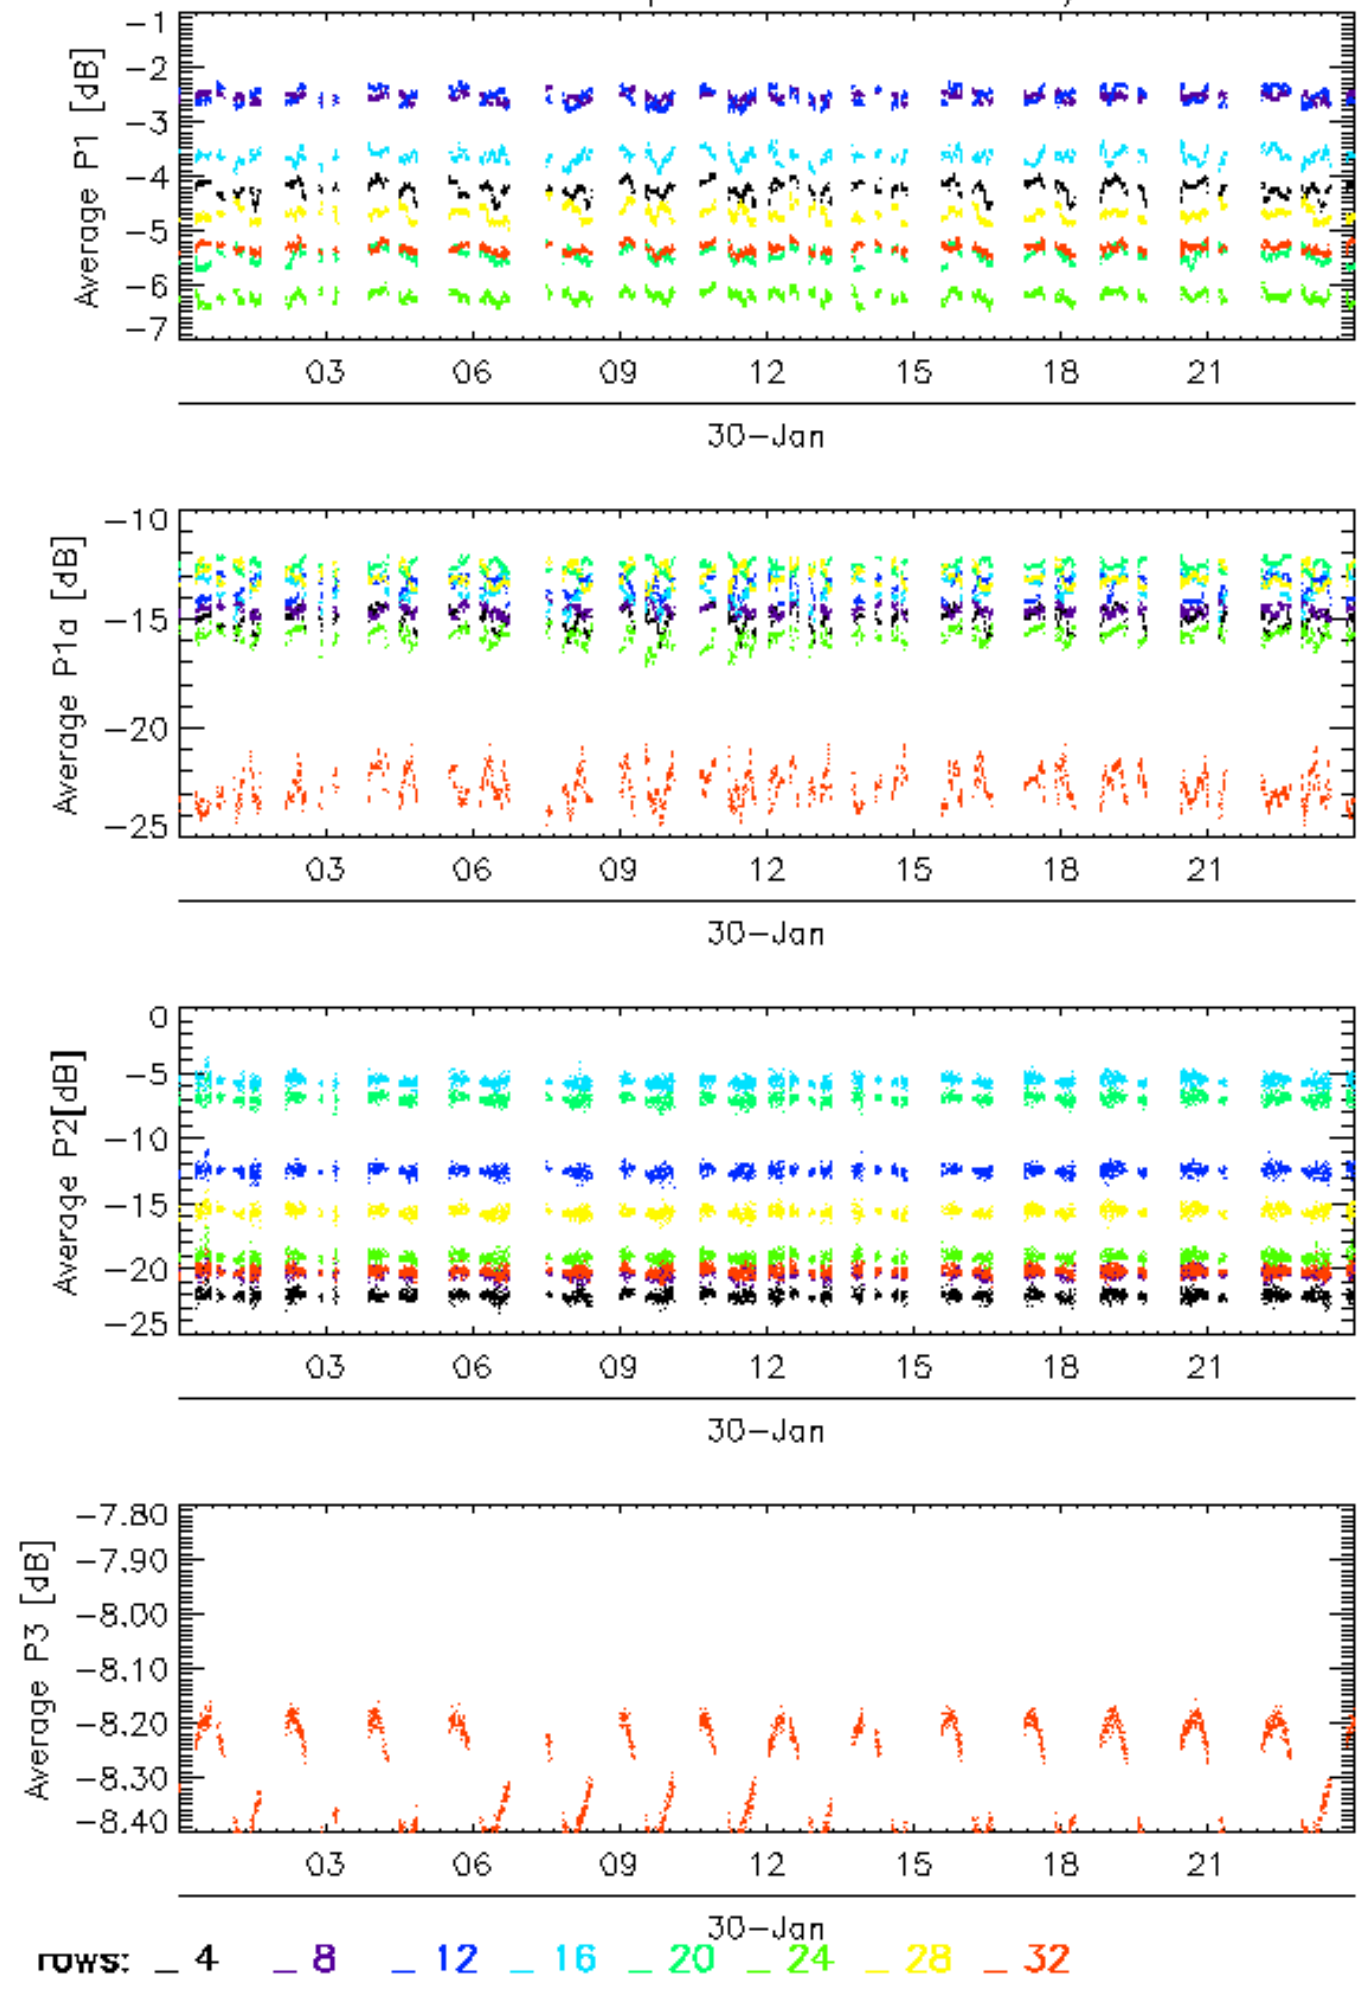 Average P1 [dB]
-1
-2
-3
-4
-5
-6
-7
03 06 09 12 15 18 21
30-Jan
Average P1a [dB]
-10
-15
-20
-25
03 06 09 12 15 18 21
30-Jan
Average P2[dB]
0
-5
-10
-15
-20
-25
03 06 09 12 15 18 21
30-Jan
Average P3 [dB]
-7.80
-7.90
-8.00
-8.10
-8.20
-8.30
-8.40
03 06 09 12 15 18 21
30-Jan
rows: _ 4 _ 8 _ 12 _ 16 _ 20 _ 24 _ 28 _ 32